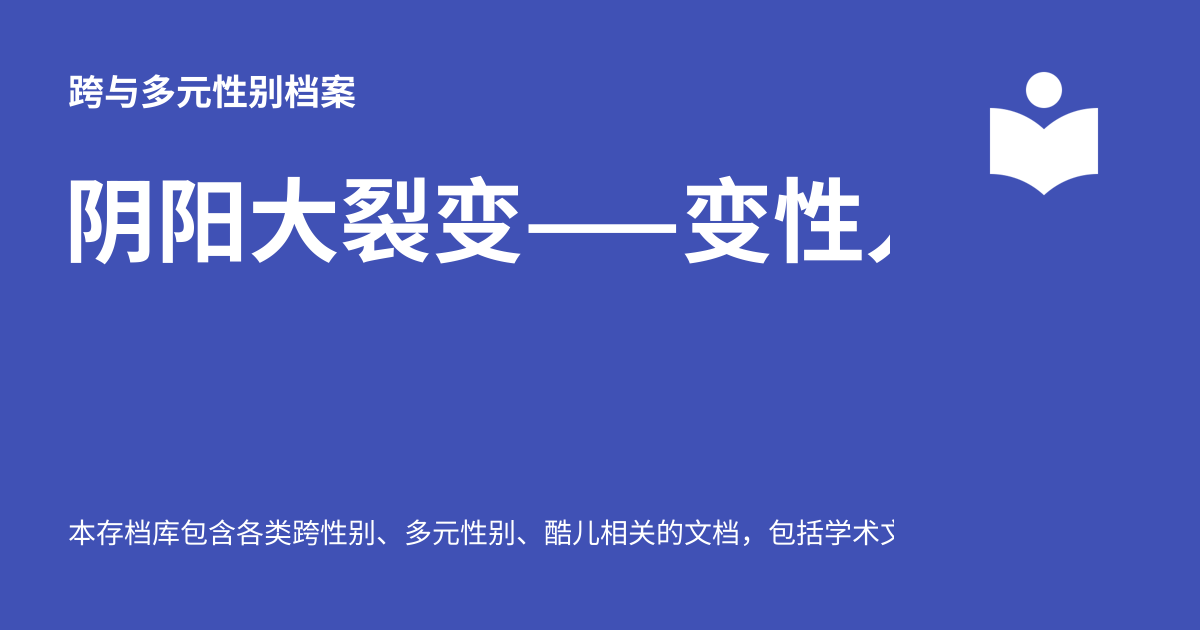 跨与多元性别档案
阴阳大裂变——变性
本存档库包含各类跨性别、多元性别、酷儿相关的文档，包括学术